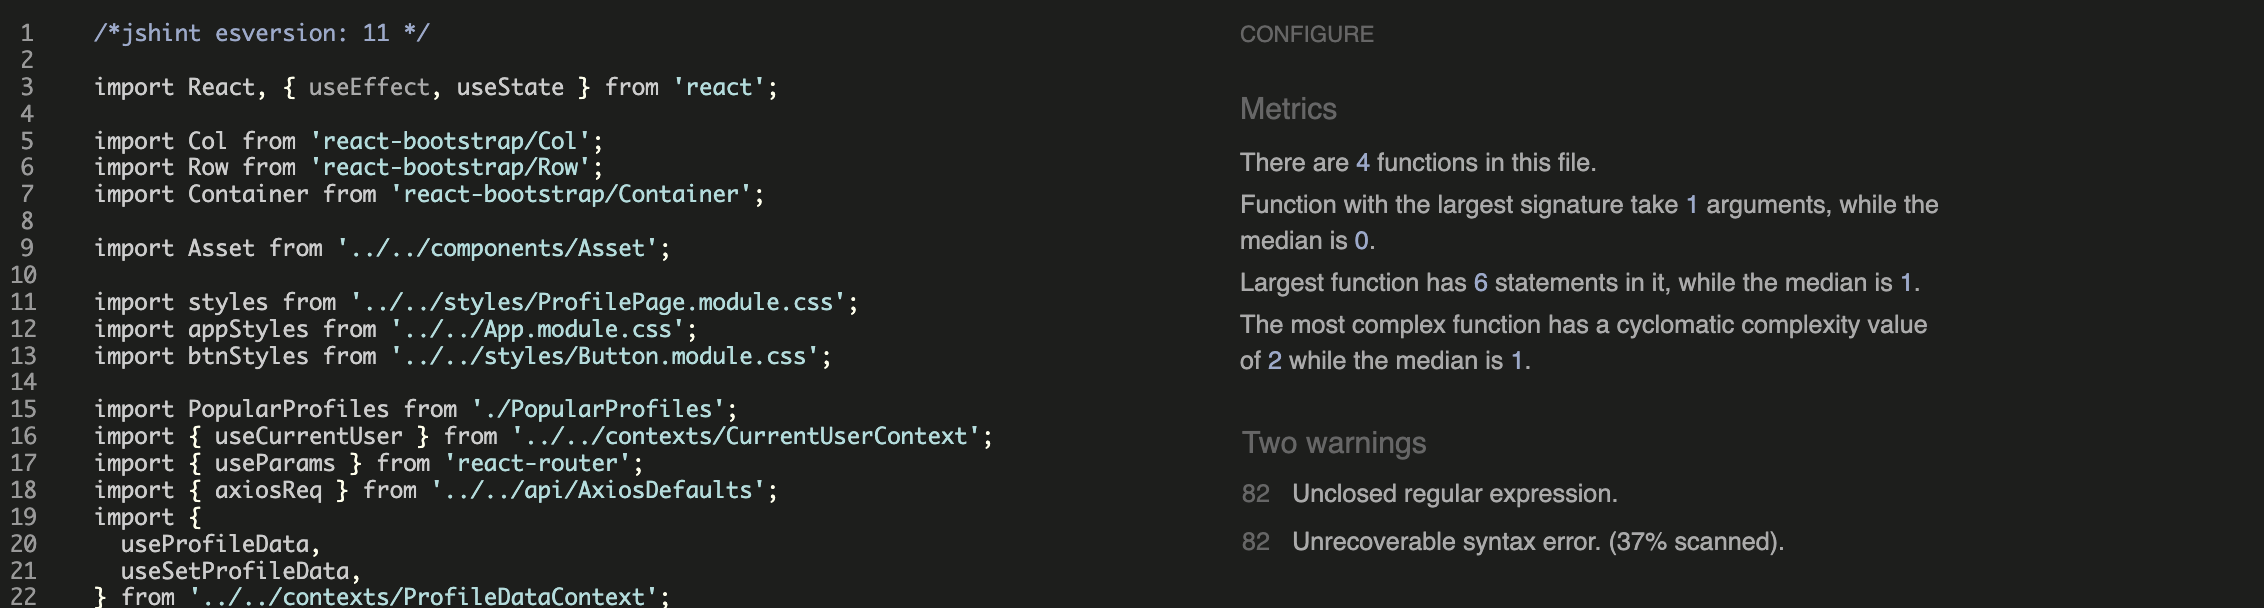 1 /*jshint esversion: 11 */
2
3 import React, { useEffect, useState } from 'react';
4
5 import Col from 'react-bootstrap/Col';
6 import Row from 'react-bootstrap/Row';
7 import Container from 'react-bootstrap/Container';
8
9 import Asset from '../../components/Asset';
10
11 import styles from '../../styles/ProfilePage.module.css';
12 import appStyles from '../../App.module.css';
13 import btnStyles from '../../styles/Button.module.css';
14
15 import PopularProfiles from './PopularProfiles';
16 import { useCurrentUser } from '../../contexts/CurrentUserContext';
17 import { useParams } from 'react-router';
18 import { axiosReq } from '../../api/AxiosDefaults';
19 import {
20 useProfileData,
21 useSetProfileData,
22 } from '../../contexts/ProfileDataContext';
CONFIGURE
Metrics
There are 4 functions in this file.
Function with the largest signature take 1 arguments, while the
median is 0.
Largest function has 6 statements in it, while the median is 1.
The most complex function has a cyclomatic complexity value
of 2 while the median is 1.
Two warnings
82 Unclosed regular expression.
82 Unrecoverable syntax error. (37% scanned).